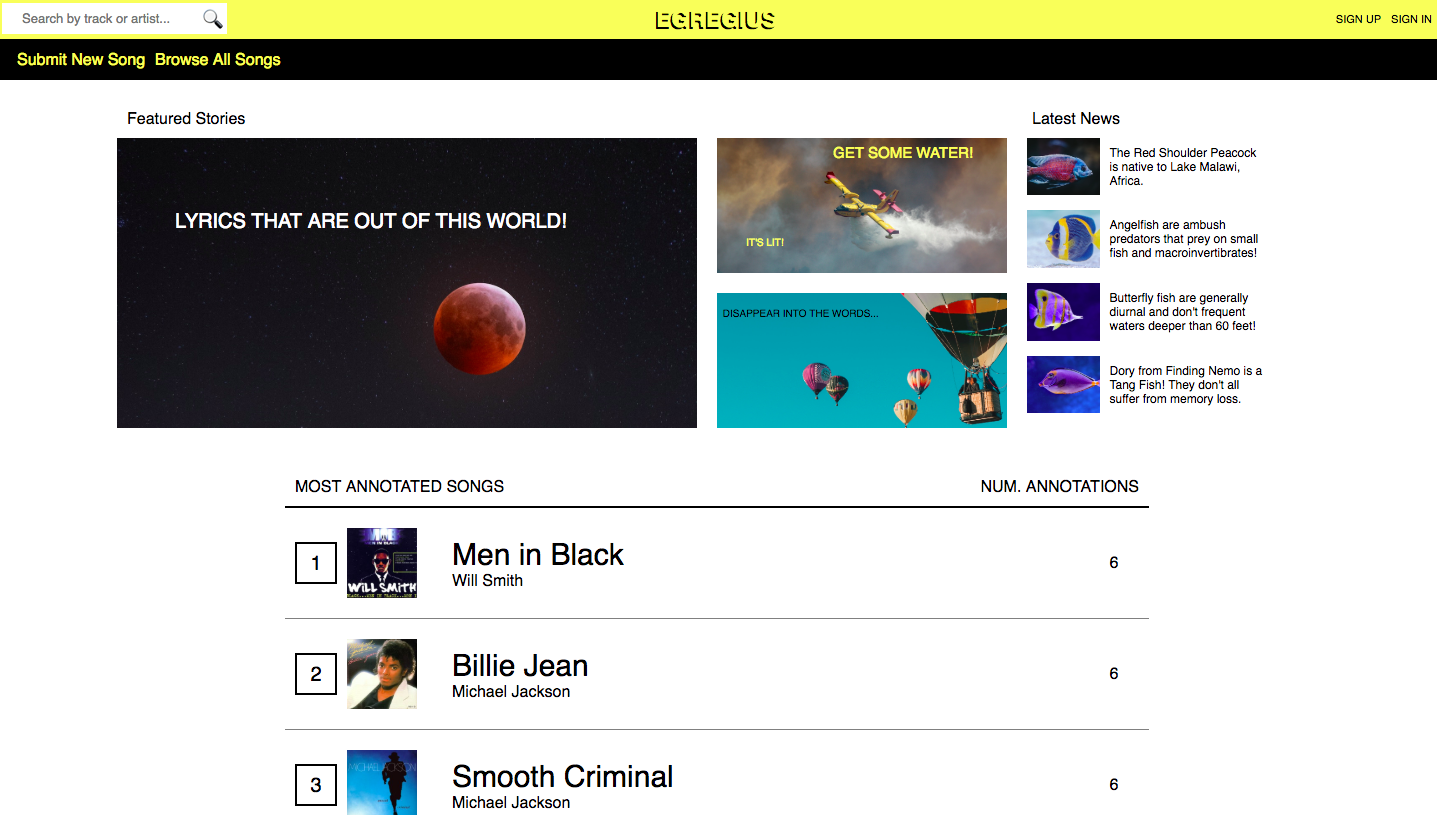 Search by track or artist...
EGREGIUS
SIGN UP
SIGN IN
Submit New Song
Browse All Songs
Featured Stories
LYRICS THAT ARE OUT OF THIS WORLD!
GET SOME WATER!
IT'S LIT!
DISAPPEAR INTO THE WORDS...
Latest News
The Red Shoulder Peacock
is native to Lake Malawi,
Africa.
Angelfish are ambush
predators that prey on small
fish and macroinvertibrates!
Butterfly fish are generally
diurnal and don't frequent
waters deeper than 60 feet!
Dory from Finding Nemo is a
Tang Fish! They don't all
suffer from memory loss.
MOST ANNOTATED SONGS
NUM. ANNOTATIONS
1
WILL SMITH
Men in Black
Will Smith
6
2
Billie Jean
Michael Jackson
6
3
MICHAEL JACKSON
Smooth Criminal
Michael Jackson
6